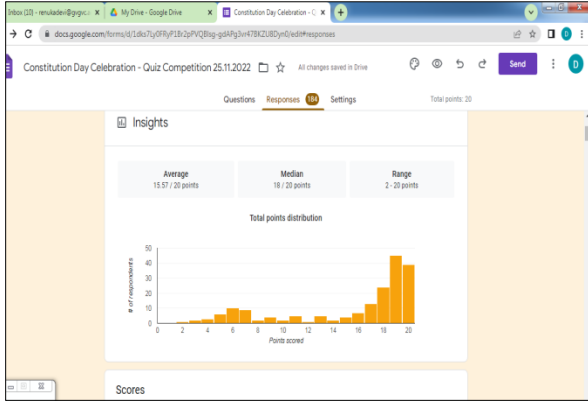 Inbox (10) - renukadevi@gvgvc.a
My Drive - Google Drive
Constitution Day Celebration - Q
docs.google.com/forms/d/1dks7Ly0FRyP1Br2pPVQBlsg-gdAPg3vr478KZU8Dyn0/edit#responses
Constitution Day Celebration - Quiz Competition 25.11.2022
All changes saved in Drive
Send
D
Questions
Responses 184
Settings
Total points: 20
Insights
Average
15.57 / 20 points
Median
18 / 20 points
Range
2 - 20 points
Total points distribution
# of respondents
50
40
30
20
10
0
0 2 4 6 8 10 12 14 16 18 20
Points scored
Scores